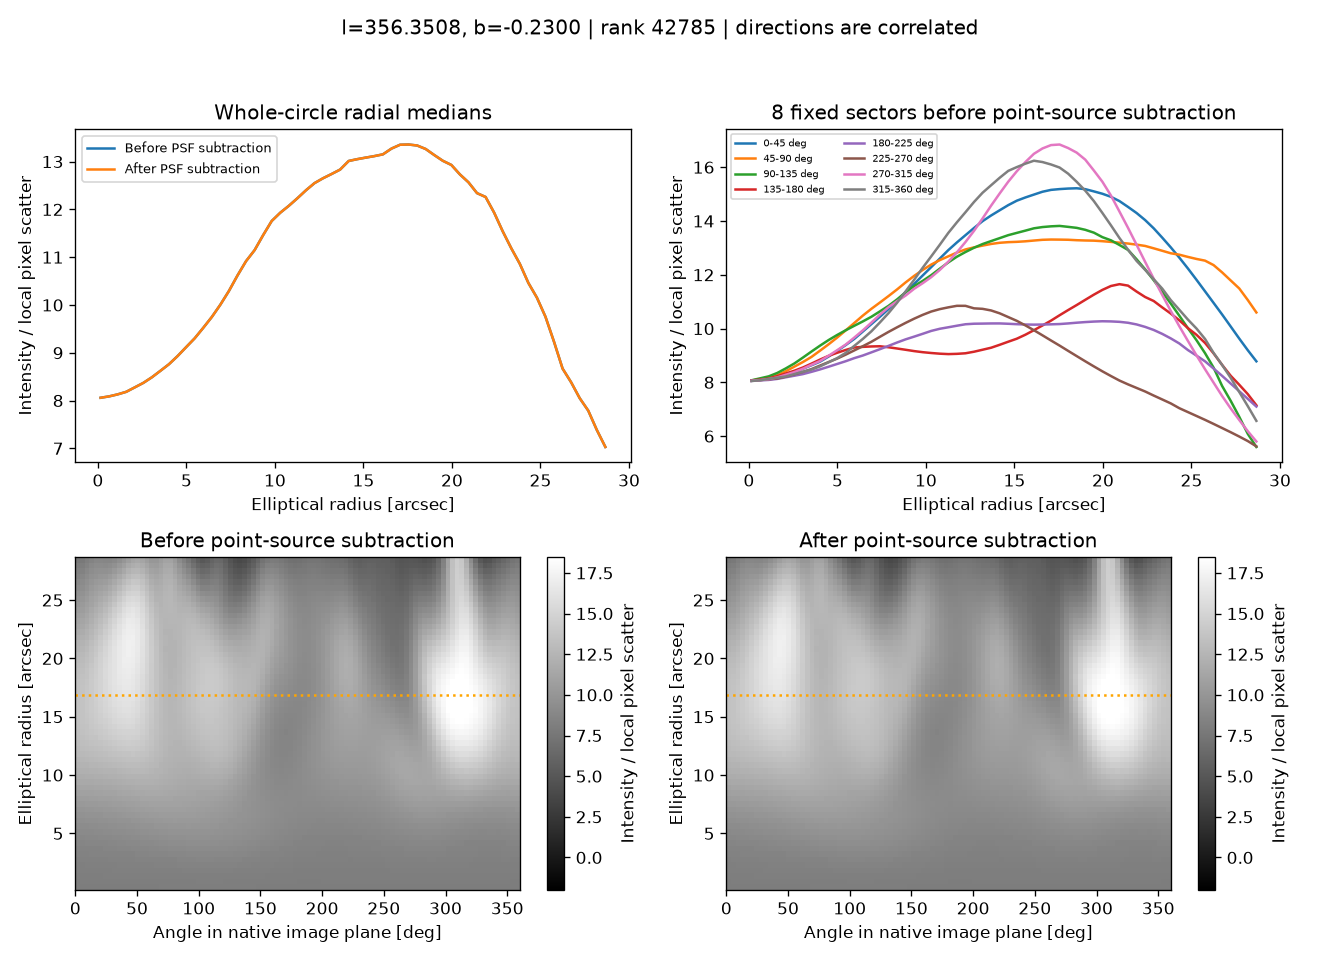 l=356.3508, b=-0.2300 | rank 42785 | directions are correlated
Whole-circle radial medians
Before PSF subtraction
After PSF subtraction
Intensity / local pixel scatter
13
12
11
10
9
8
7
0 5 10 15 20 25 30
Elliptical radius [arcsec]
8 fixed sectors before point-source subtraction
0-45 deg
45-90 deg
90-135 deg
135-180 deg
180-225 deg
225-270 deg
270-315 deg
315-360 deg
Intensity / local pixel scatter
16
14
12
10
8
6
0 5 10 15 20 25 30
Elliptical radius [arcsec]
Before point-source subtraction
Elliptical radius [arcsec]
25
20
15
10
5
0 50 100 150 200 250 300 350
Angle in native image plane [deg]
17.5
15.0
12.5
10.0
7.5
5.0
2.5
0.0
Intensity / local pixel scatter
After point-source subtraction
Elliptical radius [arcsec]
25
20
15
10
5
0 50 100 150 200 250 300 350
Angle in native image plane [deg]
17.5
15.0
12.5
10.0
7.5
5.0
2.5
0.0
Intensity / local pixel scatter